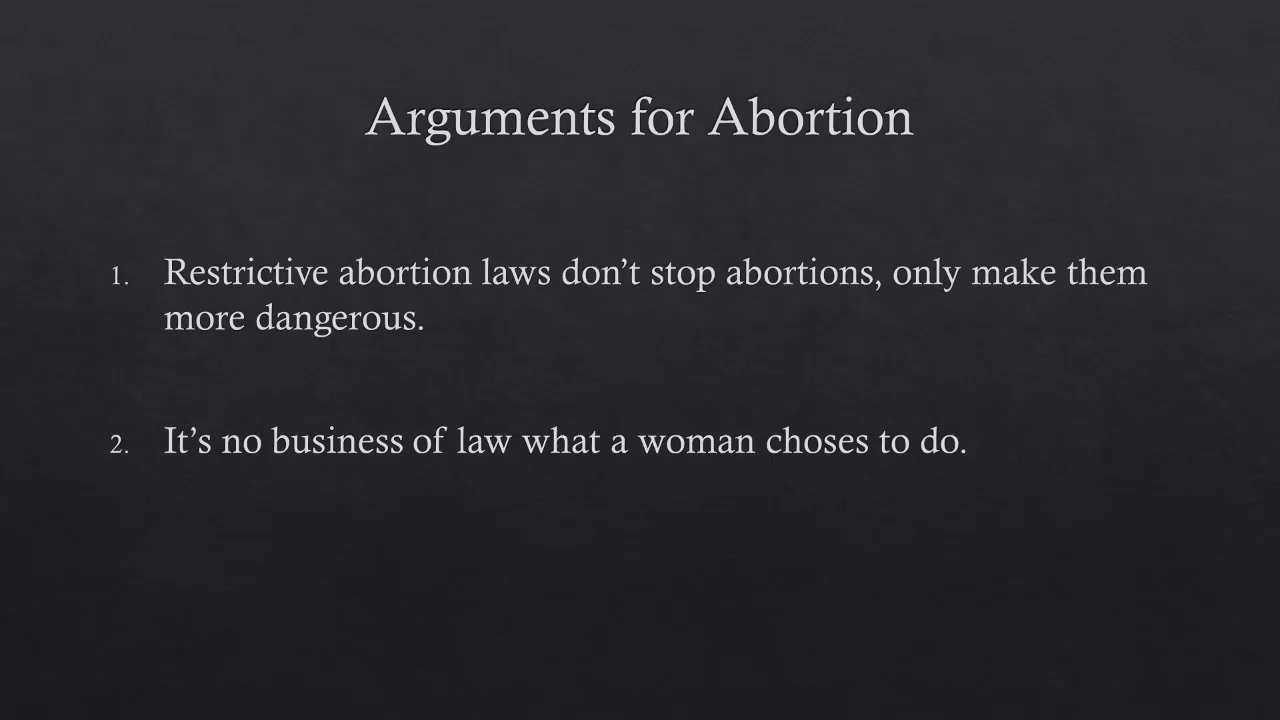 Arguments for Abortion
1. Restrictive abortion laws don’t stop abortions, only make them
more dangerous.
2. It’s no business of law what a woman choses to do.